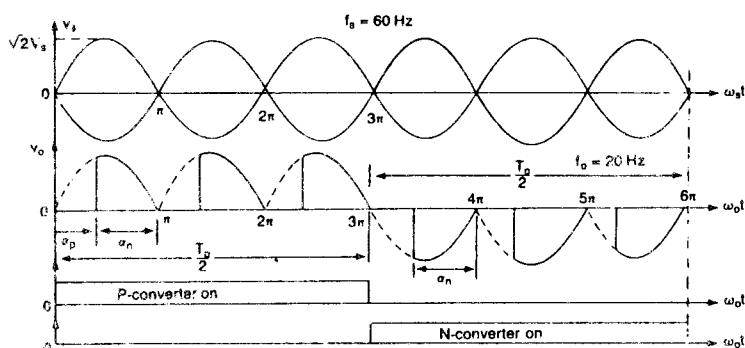 v_s
f_s = 60 Hz
√2V_s
0
π
2π
3π
ω_s t
v_o
T_o/2
f_o = 20 Hz
0
π
2π
3π
4π
5π
6π
ω_o t
α_p
α_n
α_n
T_o/2
P-converter on
0
ω_o t
N-converter on
0
ω_o t